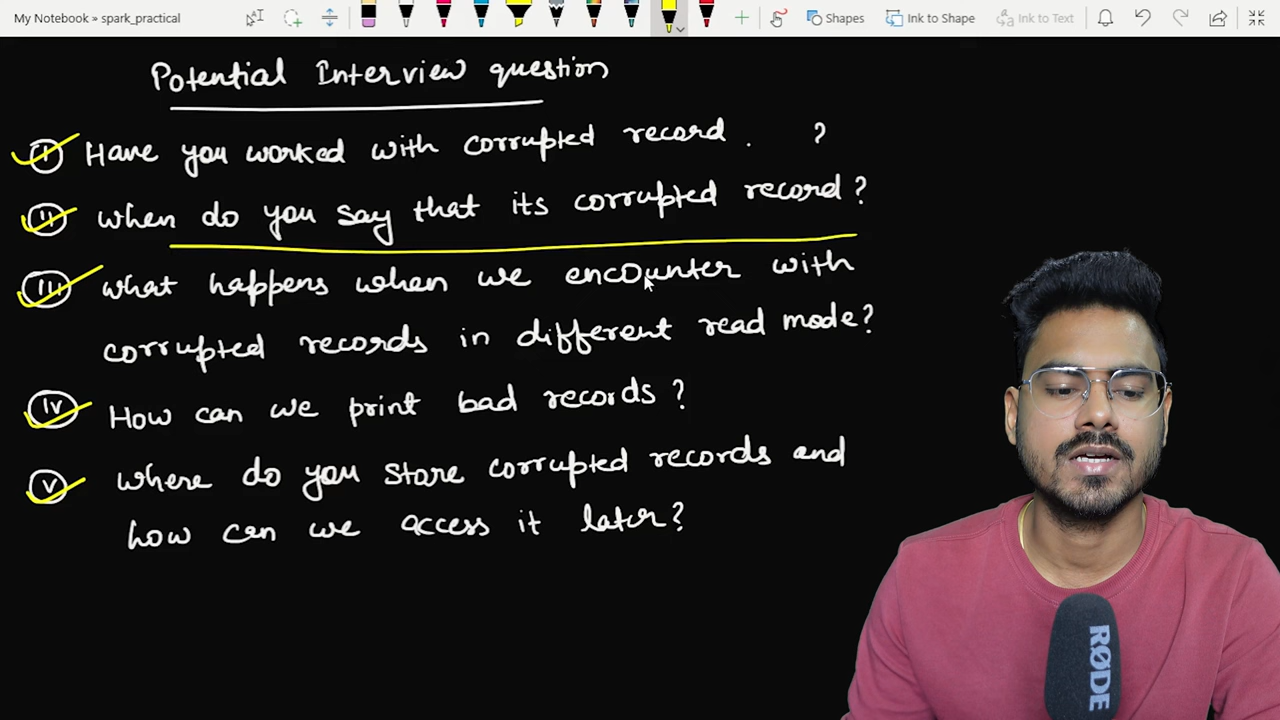 My Notebook » spark_practical
Shapes
Ink to Shape
Ink to Text
Potential Interview question
(i) Have you worked with corrupted record. ?
(ii) when do you say that its corrupted record?
(iii) what happens when we encounter with
corrupted records in different read mode?
(iv) How can we print bad records?
(v) where do you store corrupted records and
how can we access it later?
RØDE